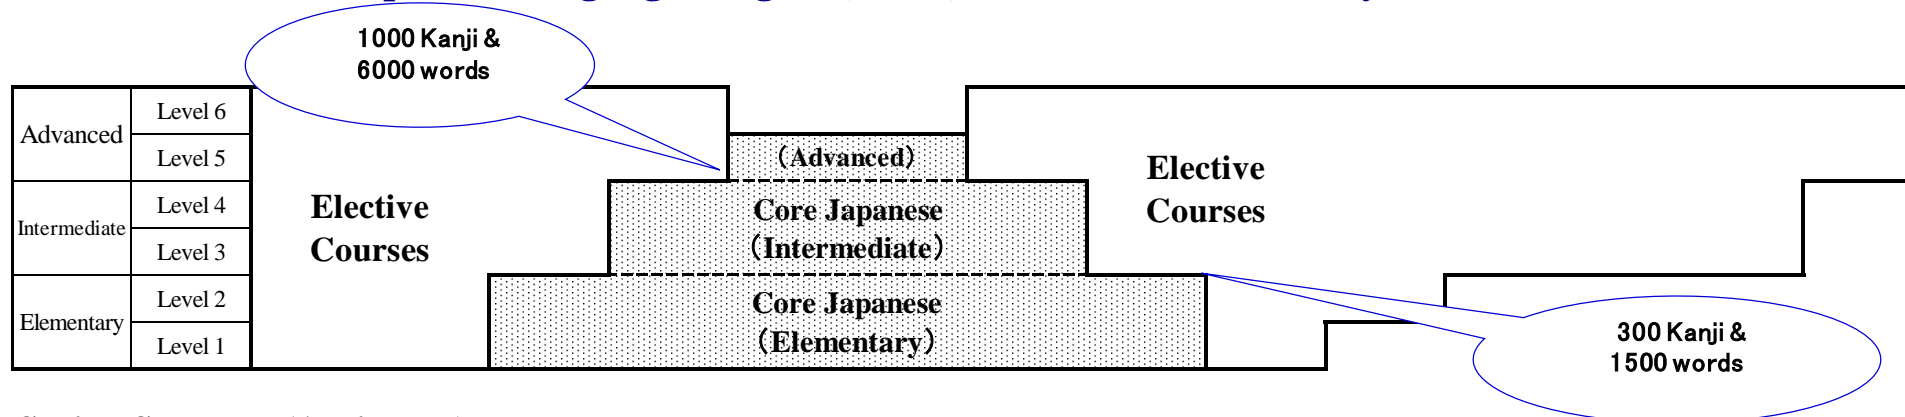 1000 Kanji &
6000 words
Advanced
Level 6
Level 5
Intermediate
Level 4
Level 3
Elementary
Level 2
Level 1
Elective
Courses
（Advanced）
Core Japanese
（Intermediate）
Core Japanese
（Elementary）
Elective
Courses
300 Kanji &
1500 words